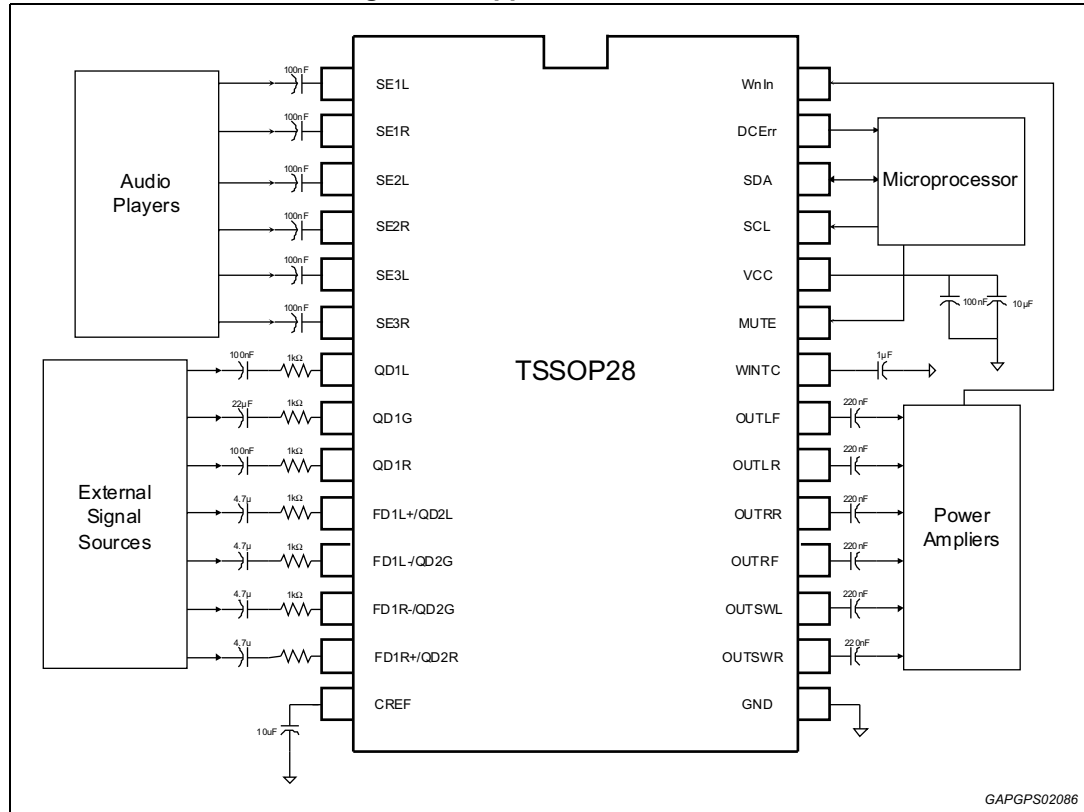 100nF
SE1L
WnIn
100nF
SE1R
DCErr
Audio
Players
100nF
SE2L
SDA
Microprocessor
100nF
SE2R
SCL
100nF
SE3L
VCC
100nF
10µF
100nF
SE3R
MUTE
100nF
1kΩ
QD1L
TSSOP28
WINTC
1µF
22µF
1kΩ
QD1G
OUTLF
220nF
100nF
1kΩ
QD1R
OUTLR
220nF
External
Signal
Sources
4.7µ
1kΩ
FD1L+/QD2L
OUTRR
220nF
Power
Ampliers
4.7µ
1kΩ
FD1L-/QD2G
OUTRF
220nF
4.7µ
1kΩ
FD1R-/QD2G
OUTSWL
220nF
4.7u
FD1R+/QD2R
OUTSWR
220nF
CREF
GND
10uF
GAPGPS02086